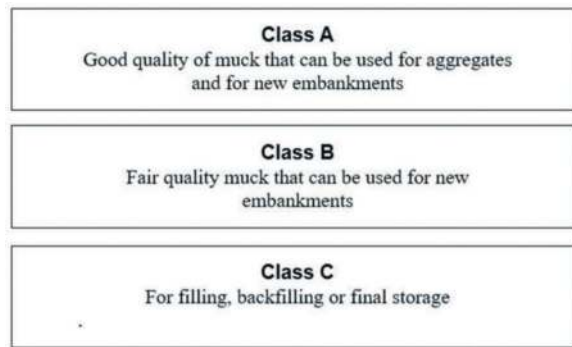 Class A
Good quality of muck that can be used for aggregates
and for new embankments
Class B
Fair quality muck that can be used for new
embankments
Class C
For filling, backfilling or final storage